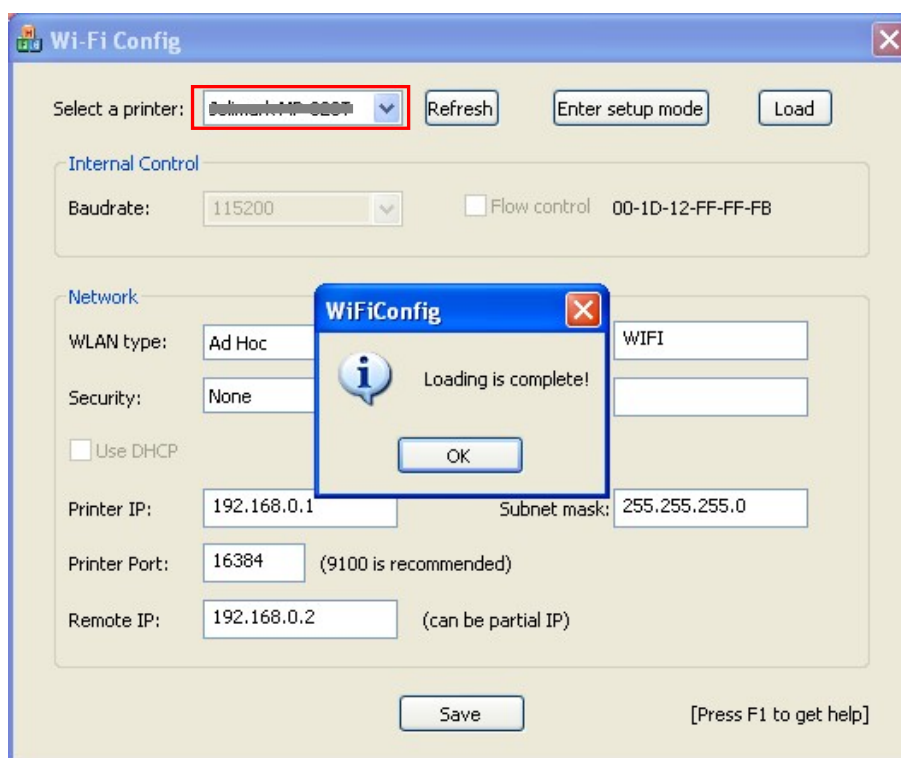 Wi-Fi Config
Select a printer: Refresh Enter setup mode Load
Internal Control
Baudrate: 115200 Flow control 00-1D-12-FF-FF-FB
Network
WiFiConfig
WLAN type: Ad Hoc WIFI
Loading is complete!
Security: None
Use DHCP
OK
Printer IP: 192.168.0.1 Subnet mask: 255.255.255.0
Printer Port: 16384 (9100 is recommended)
Remote IP: 192.168.0.2 (can be partial IP)
Save [Press F1 to get help]